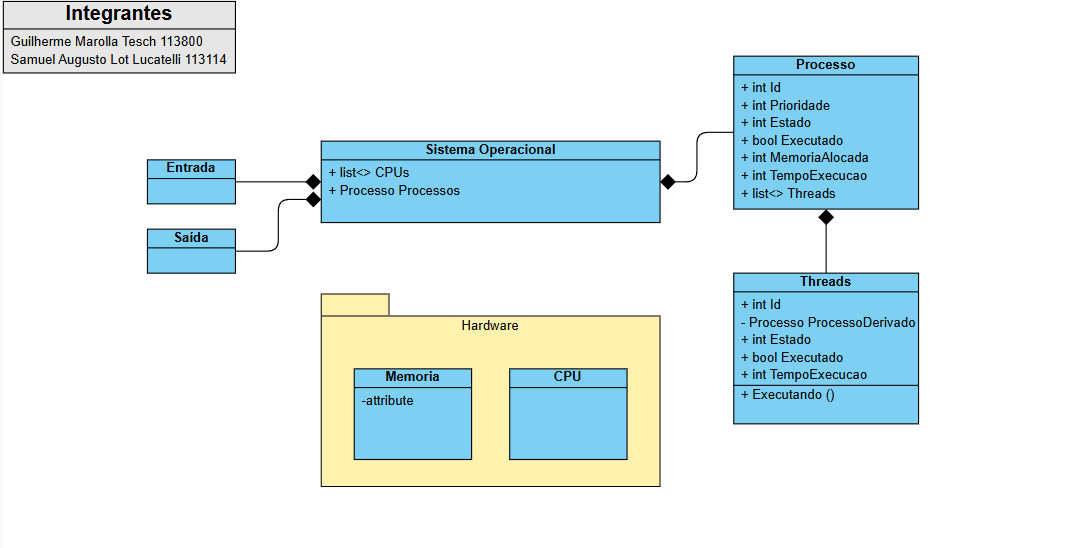 Integrantes
Guilherme Marolla Tesch 113800
Samuel Augusto Lot Lucatelli 113114
Entrada
Saída
Sistema Operacional
+ list<> CPUs
+ Processo Processos
Processo
+ int Id
+ int Prioridade
+ int Estado
+ bool Executado
+ int MemoriaAlocada
+ int TempoExecucao
+ list<> Threads
Threads
+ int Id
- Processo ProcessoDerivado
+ int Estado
+ bool Executado
+ int TempoExecucao
+ Executando ()
Hardware
Memoria
-attribute
CPU